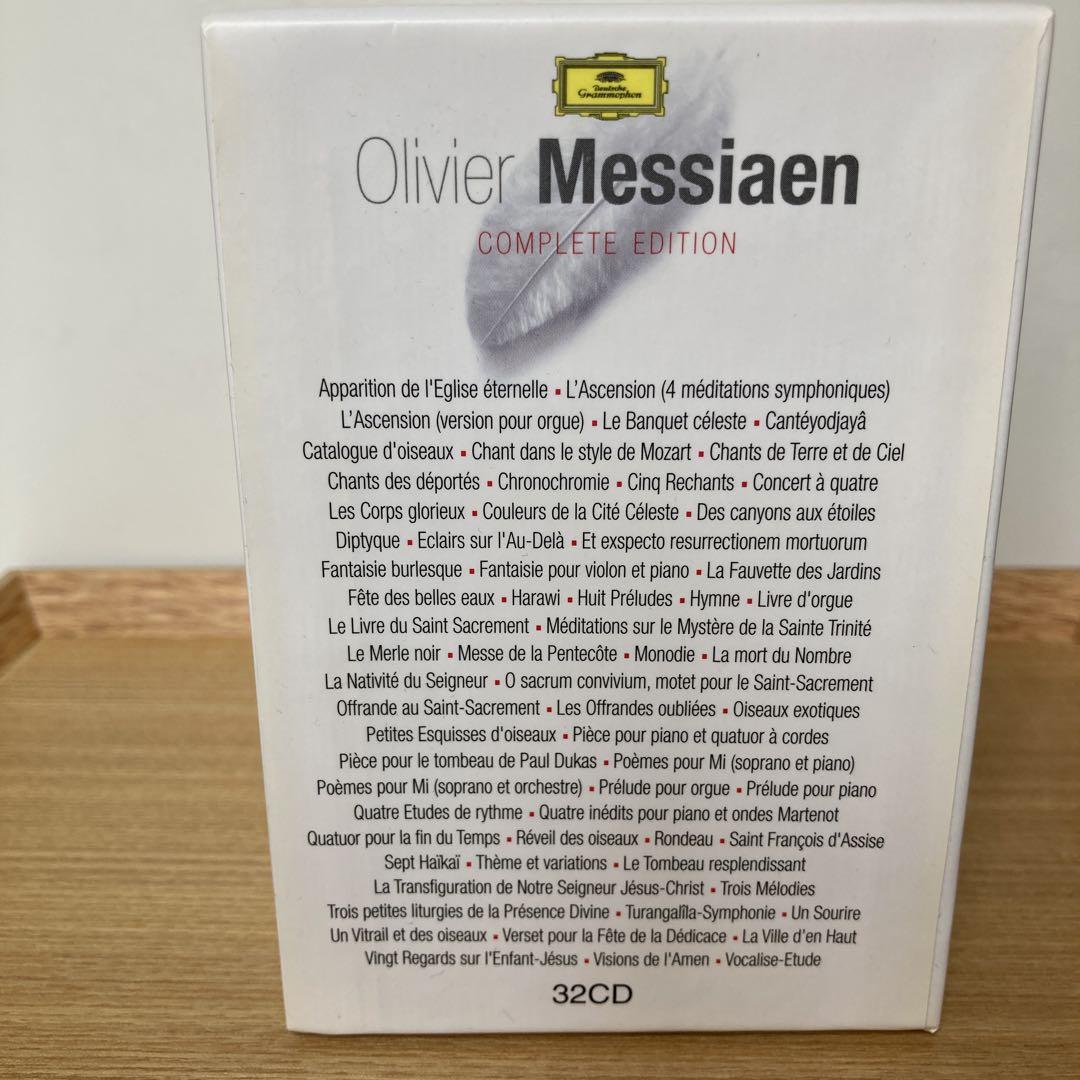 Deutsche
Grammophon
Olivier Messiaen
COMPLETE EDITION
Apparition de l'Eglise éternelle ▪ L'Ascension (4 méditations symphoniques)
L'Ascension (version pour orgue) ▪ Le Banquet céleste ▪ Cantéyodjayâ
Catalogue d'oiseaux ▪ Chant dans le style de Mozart ▪ Chants de Terre et de Ciel
Chants des déportés ▪ Chronochromie ▪ Cinq Rechants ▪ Concert à quatre
Les Corps glorieux ▪ Couleurs de la Cité Céleste ▪ Des canyons aux étoiles
Diptyque ▪ Eclairs sur l'Au-Delà ▪ Et exspecto resurrectionem mortuorum
Fantaisie burlesque ▪ Fantaisie pour violon et piano ▪ La Fauvette des Jardins
Fête des belles eaux ▪ Harawi ▪ Huit Préludes ▪ Hymne ▪ Livre d'orgue
Le Livre du Saint Sacrement ▪ Méditations sur le Mystère de la Sainte Trinité
Le Merle noir ▪ Messe de la Pentecôte ▪ Monodie ▪ La mort du Nombre
La Nativité du Seigneur ▪ O sacrum convivium, motet pour le Saint-Sacrement
Offrande au Saint-Sacrement ▪ Les Offrandes oubliées ▪ Oiseaux exotiques
Petites Esquisses d'oiseaux ▪ Pièce pour piano et quatuor à cordes
Pièce pour le tombeau de Paul Dukas ▪ Poèmes pour Mi (soprano et piano)
Poèmes pour Mi (soprano et orchestre) ▪ Prélude pour orgue ▪ Prélude pour piano
Quatre Etudes de rythme ▪ Quatre inédits pour piano et ondes Martenot
Quatuor pour la fin du Temps ▪ Réveil des oiseaux ▪ Rondeau ▪ Saint François d'Assise
Sept Haïkaï ▪ Thème et variations ▪ Le Tombeau resplendissant
La Transfiguration de Notre Seigneur Jésus-Christ ▪ Trois Mélodies
Trois petites liturgies de la Présence Divine ▪ Turangalîla-Symphonie ▪ Un Sourire
Un Vitrail et des oiseaux ▪ Verset pour la Fête de la Dédicace ▪ La Ville d'en Haut
Vingt Regards sur l'Enfant-Jésus ▪ Visions de l'Amen ▪ Vocalise-Etude
32CD